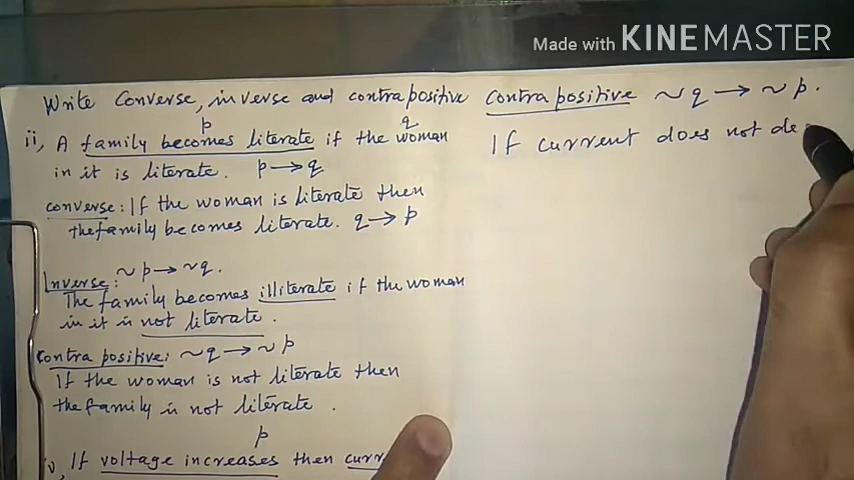 Made with KINEMASTER
Write Converse, inverse and contrapositive
p q
ii, A family becomes literate if the woman
in it is literate. p → q
converse: If the woman is literate then
the family becomes literate. q → p
Inverse: ~p → ~q.
The family becomes illiterate if the woman
in it is not literate.
Contra positive: ~q → ~p
If the woman is not literate then
the family is not literate.
p
If voltage increases then
Contrapositive ~q → ~p.
If current does not de